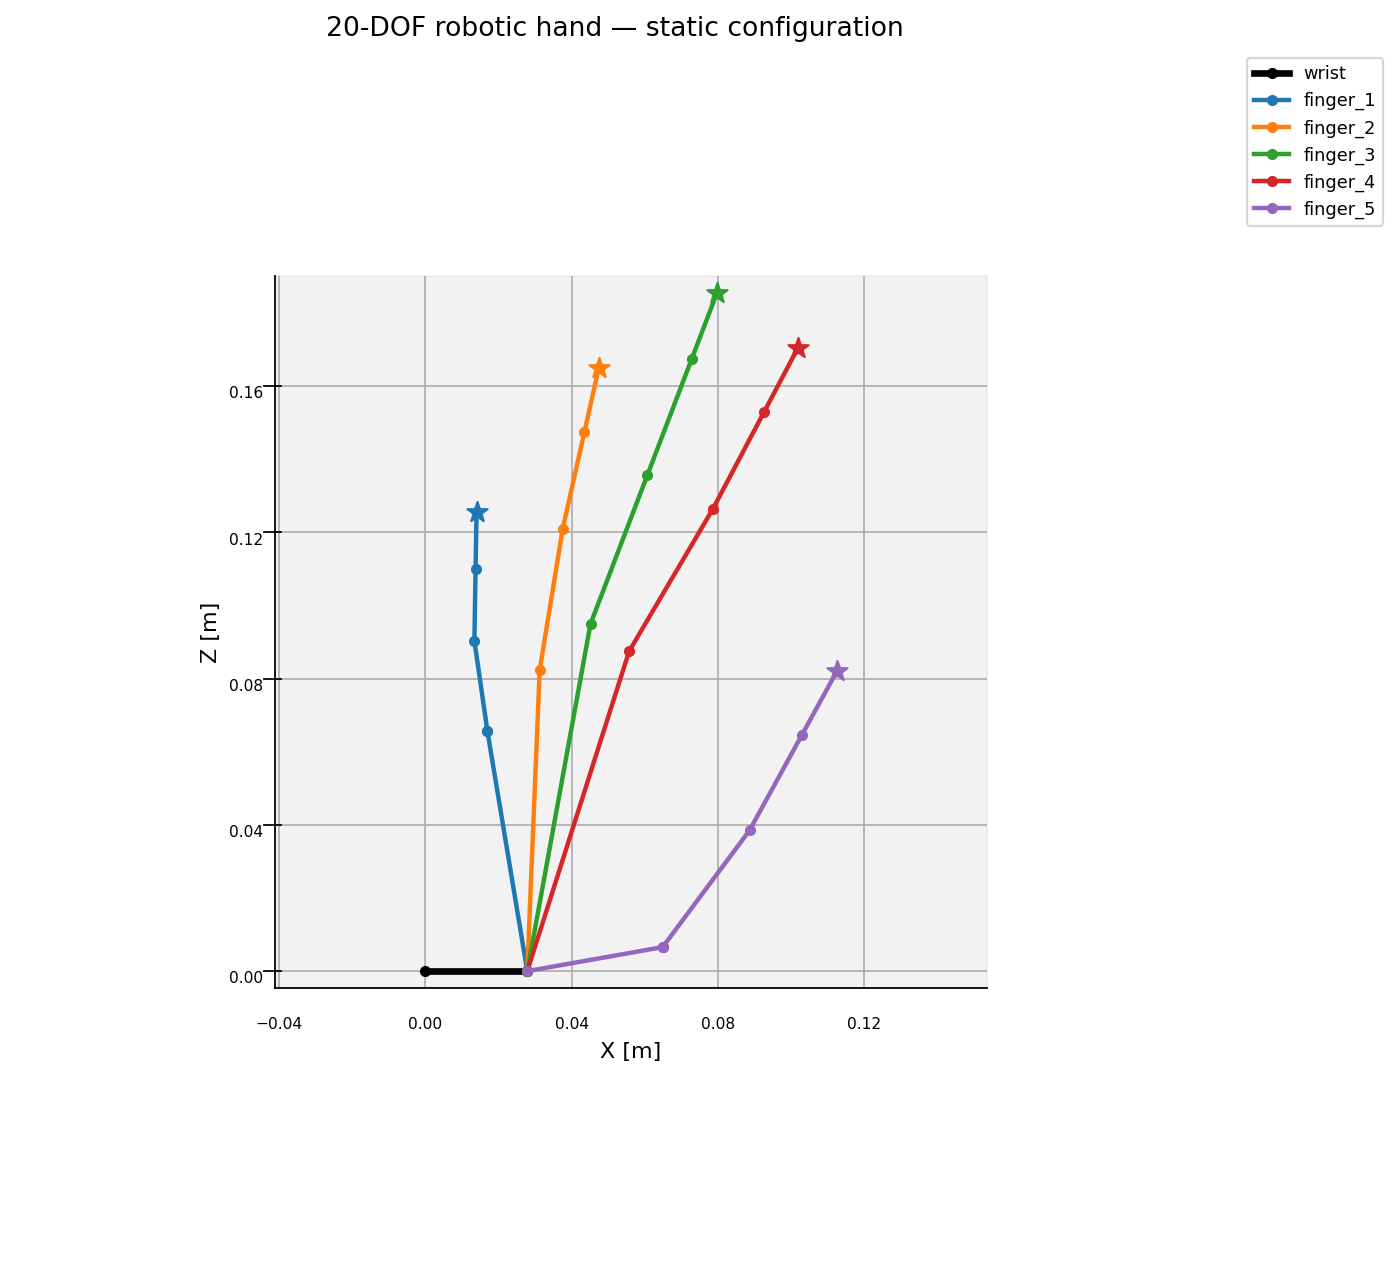 20-DOF robotic hand — static configuration
wrist
finger_1
finger_2
finger_3
finger_4
finger_5
0.16
0.12
0.08
0.04
0.00
Z [m]
−0.04 0.00 0.04 0.08 0.12
X [m]